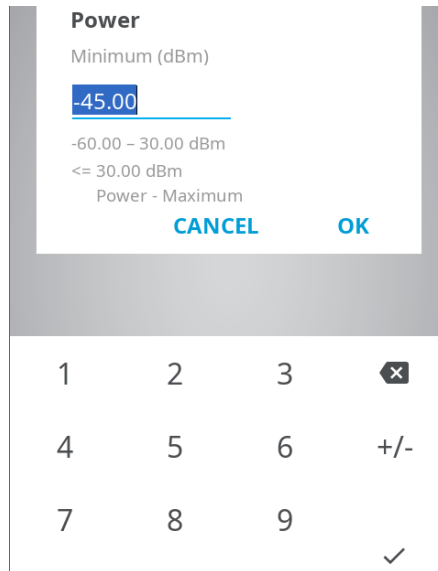 Power
Minimum (dBm)
-45.00
-60.00 – 30.00 dBm
<= 30.00 dBm
Power - Maximum
CANCEL OK
1 2 3
4 5 6 +/-
7 8 9